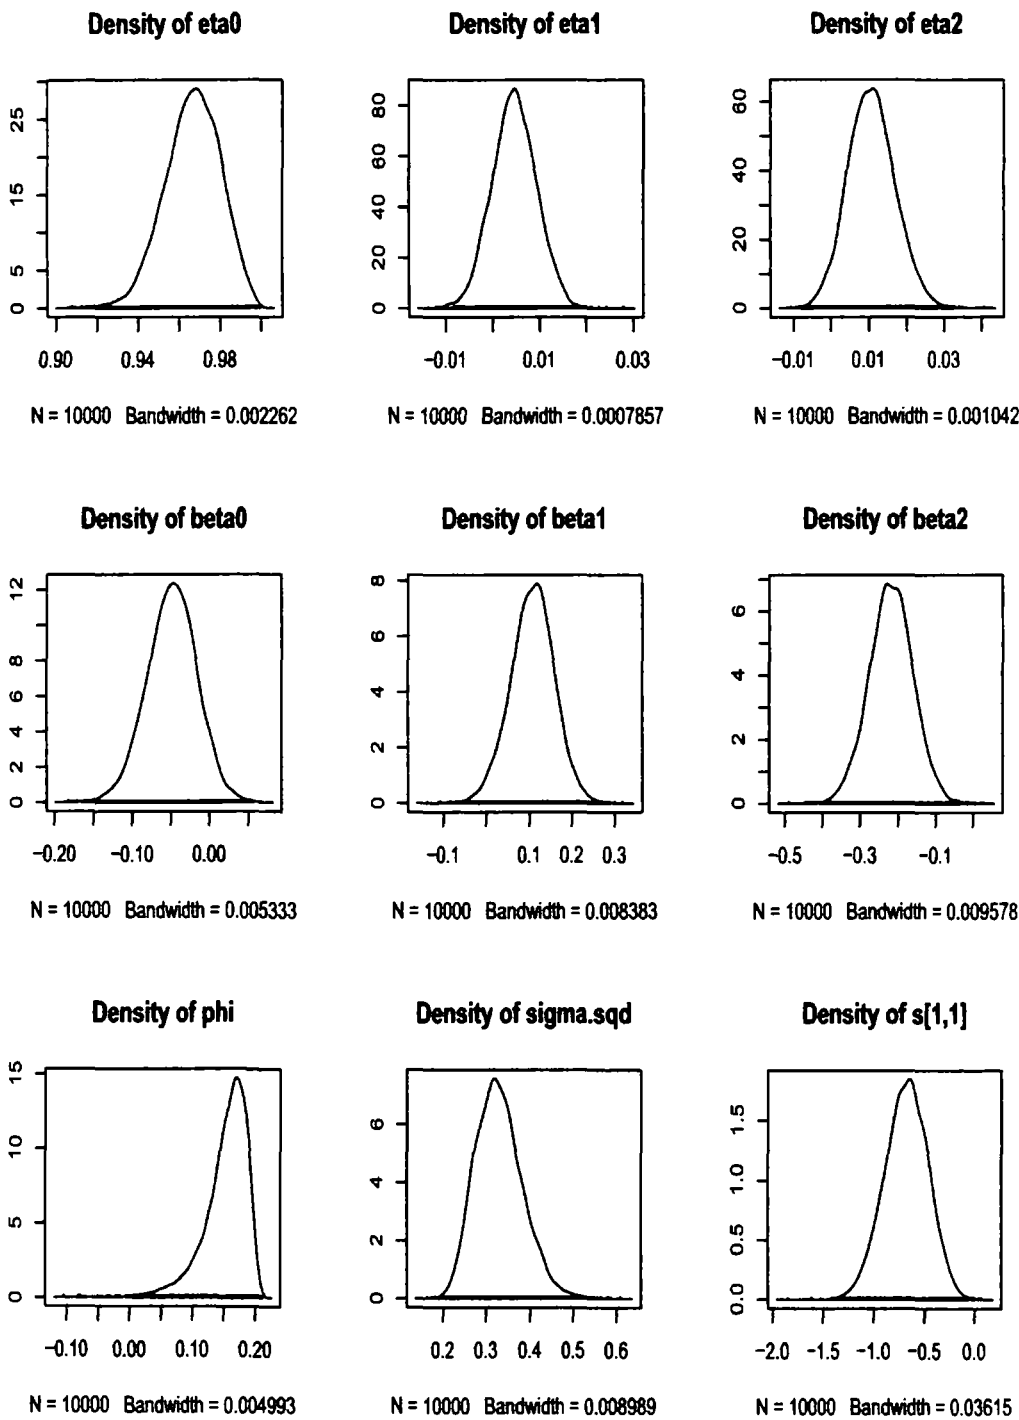 Density of eta0
Density of eta1
Density of eta2
0 5 15 25
0 20 40 60 80
0 20 40 60
0.90 0.94 0.98
−0.01 0.01 0.03
−0.01 0.01 0.03
N = 10000 Bandwidth = 0.002262
N = 10000 Bandwidth = 0.0007857
N = 10000 Bandwidth = 0.001042
Density of beta0
Density of beta1
Density of beta2
0 2 4 6 8 12
0 2 4 6 8
0 2 4 6
−0.20 −0.10 0.00
−0.1 0.1 0.2 0.3
−0.5 −0.3 −0.1
N = 10000 Bandwidth = 0.005333
N = 10000 Bandwidth = 0.008383
N = 10000 Bandwidth = 0.009578
Density of phi
Density of sigma.sqd
Density of s[1,1]
0 5 10 15
0 2 4 6
0.0 0.5 1.0 1.5
−0.10 0.00 0.10 0.20
0.2 0.3 0.4 0.5 0.6
−2.0 −1.5 −1.0 −0.5 0.0
N = 10000 Bandwidth = 0.004993
N = 10000 Bandwidth = 0.008989
N = 10000 Bandwidth = 0.03615